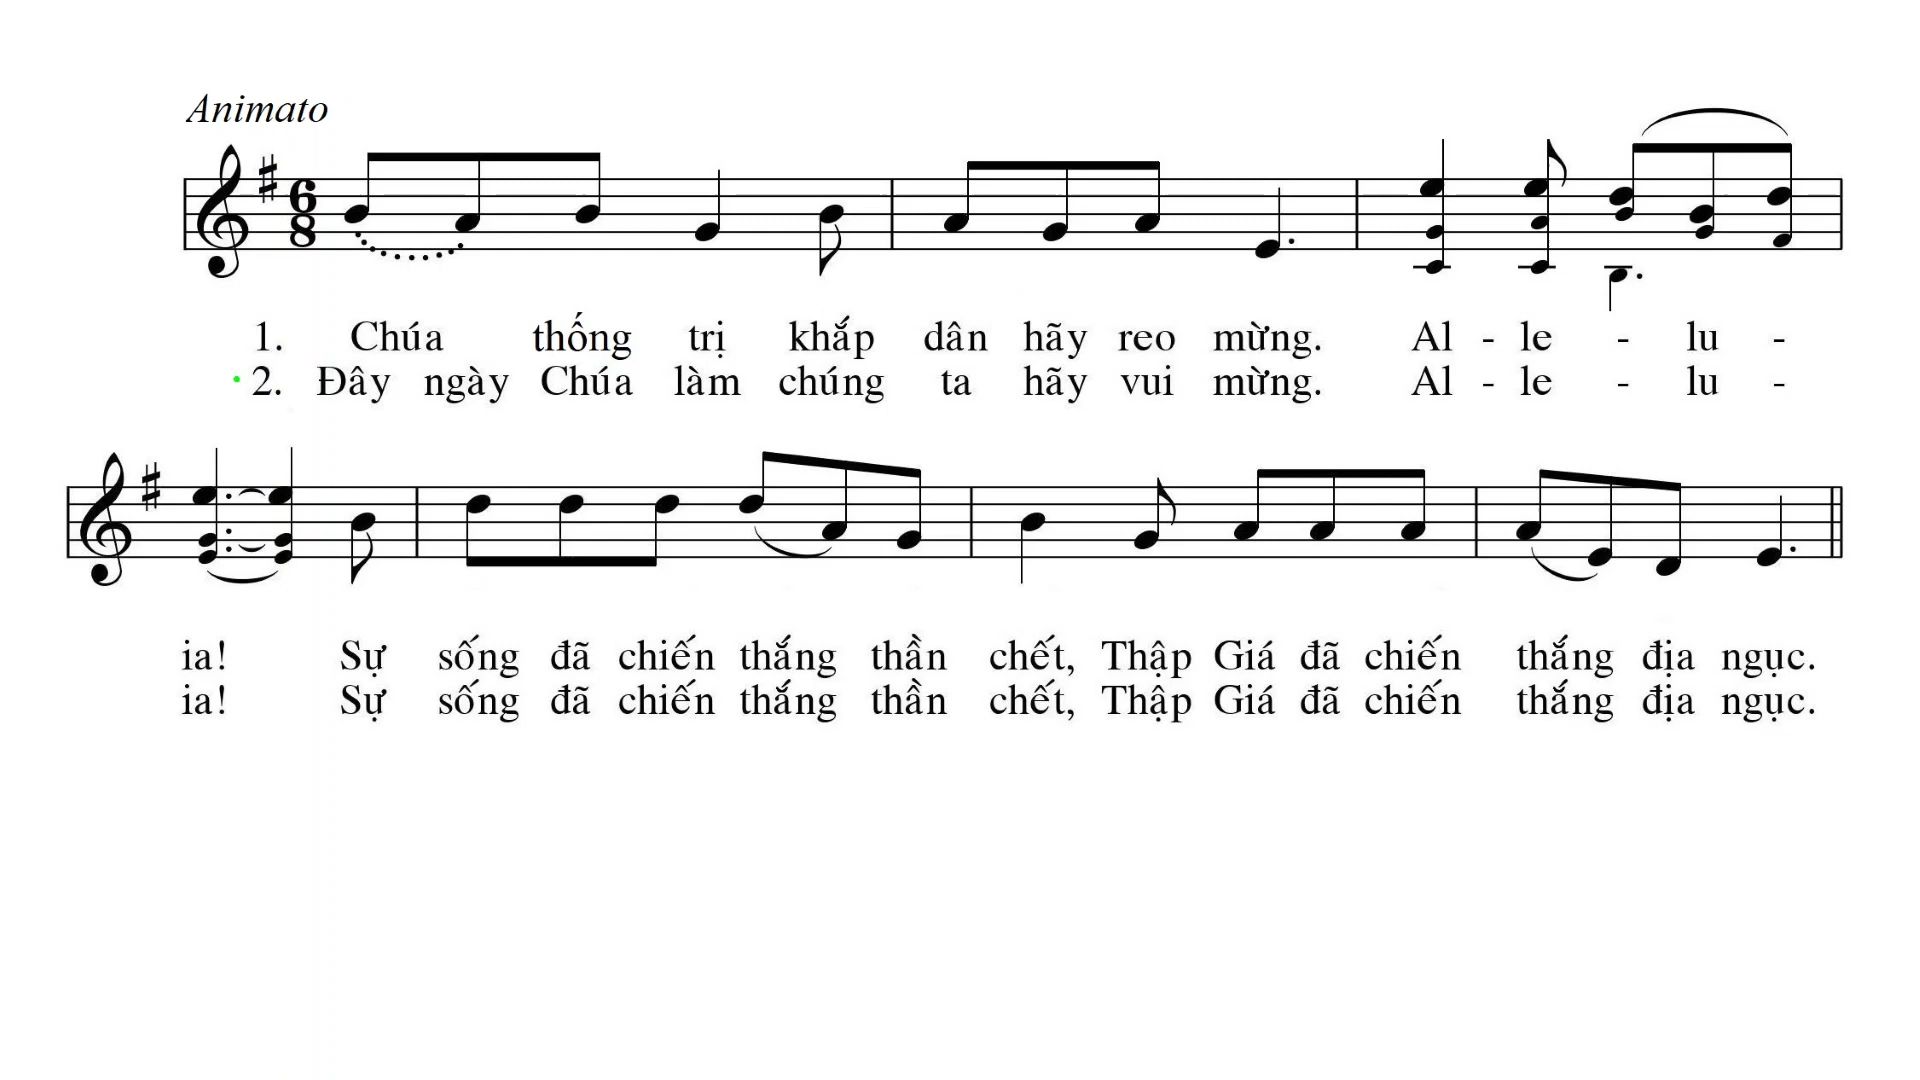 Animato
6
8
1. Chúa thống trị khắp dân hãy reo mừng. Al - le - lu -
2. Đây ngày Chúa làm chúng ta hãy vui mừng. Al - le - lu -
ia! Sự sống đã chiến thắng thần chết, Thập Giá đã chiến thắng địa ngục.
ia! Sự sống đã chiến thắng thần chết, Thập Giá đã chiến thắng địa ngục.